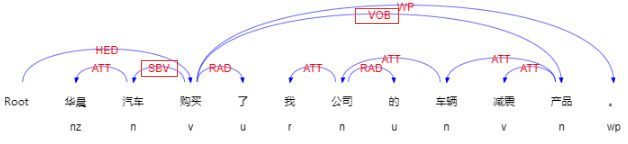 WP
VOB
HED
ATT SBV RAD ATT RAD ATT ATT ATT
Root 华晨 汽车 购买 了 我 公司 的 车辆 减震 产品 。
nz n v u r n u n v n wp